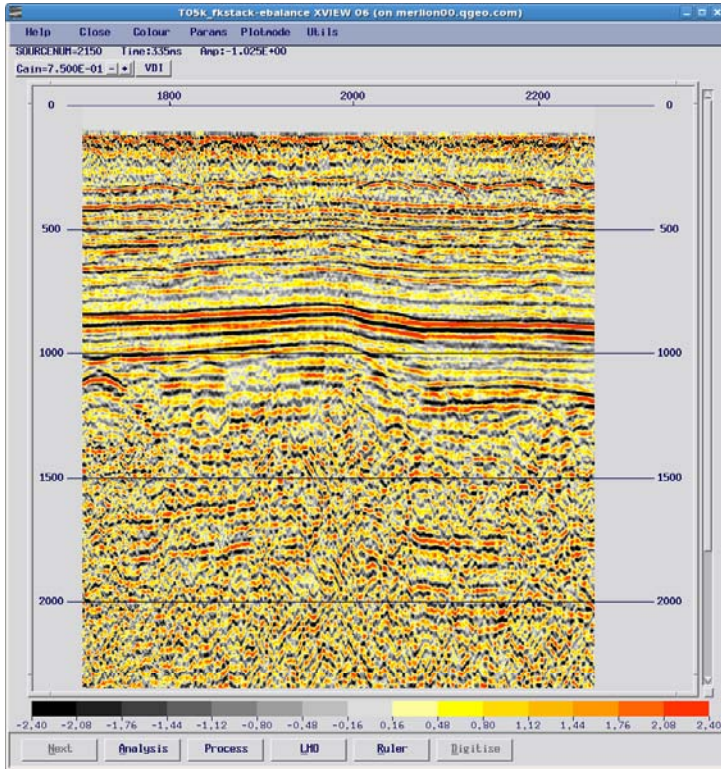 T05k_fkstack-ebalance XVIEW 06 (on merlion00.qgeo.com)
Help Close Colour Params Plotmode Utils
SOURCENUM=2150 Time:335ms Amp:-1.025E+00
Gain=7.500E-01 - + VDI
1800 2000 2200
0 0
500 500
1000 1000
1500 1500
2000 2000
-2,40 -2,08 -1,76 -1,44 -1,12 -0,80 -0,48 -0,16 0,16 0,48 0,80 1,12 1,44 1,76 2,08 2,40
Next Analysis Process LMO Ruler Digitise